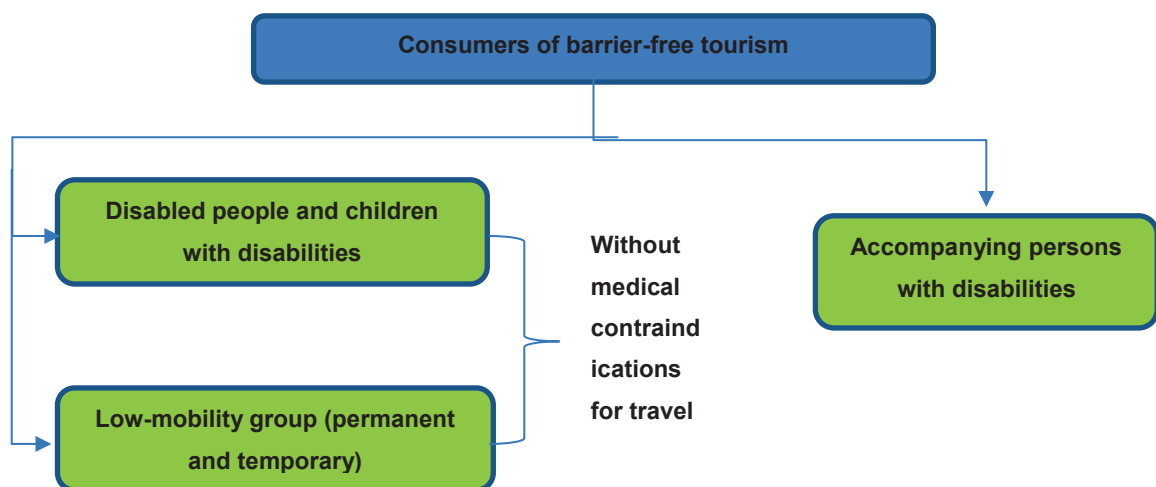 Consumers of barrier-free tourism
Disabled people and children
with disabilities
Without
medical
contraind
ications
for travel
Accompanying persons
with disabilities
Low-mobility group (permanent
and temporary)